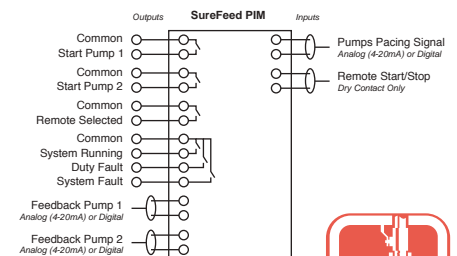 Outputs SureFeed PIM Inputs
Common
Start Pump 1
Common
Start Pump 2
Common
Remote Selected
Common
System Running
Duty Fault
System Fault
Feedback Pump 1
Analog (4-20mA) or Digital
Feedback Pump 2
Analog (4-20mA) or Digital
Pumps Pacing Signal
Analog (4-20mA) or Digital
Remote Start/Stop
Dry Contact Only